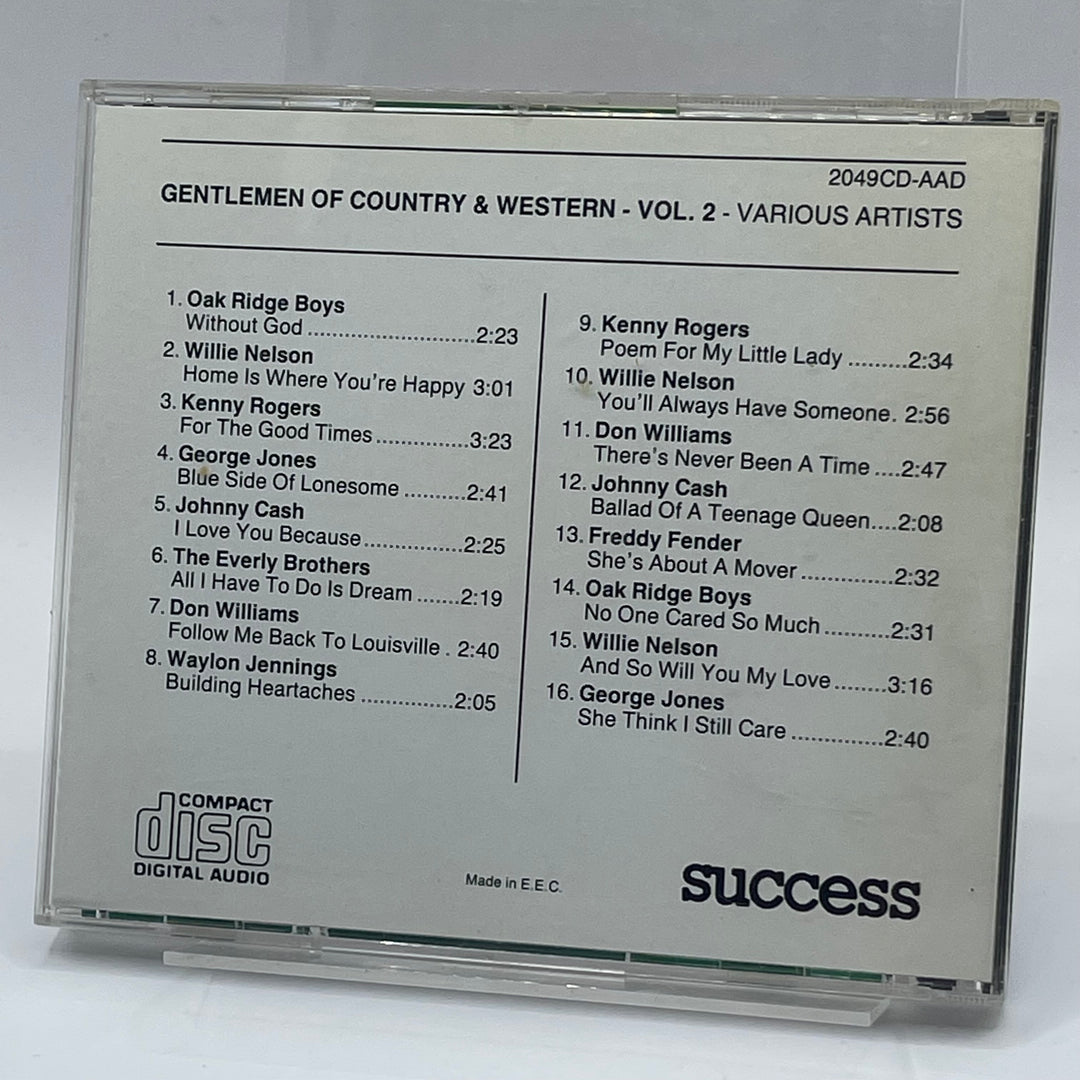 2049CD-AAD
GENTLEMEN OF COUNTRY & WESTERN - VOL. 2 - VARIOUS ARTISTS
1. Oak Ridge Boys
Without God ..........................2:23
2. Willie Nelson
Home Is Where You're Happy 3:01
3. Kenny Rogers
For The Good Times...............3:23
4. George Jones
Blue Side Of Lonesome ..........2:41
5. Johnny Cash
I Love You Because................2:25
6. The Everly Brothers
All I Have To Do Is Dream .......2:19
7. Don Williams
Follow Me Back To Louisville . 2:40
8. Waylon Jennings
Building Heartaches ...............2:05
9. Kenny Rogers
Poem For My Little Lady .........2:34
10. Willie Nelson
You'll Always Have Someone. 2:56
11. Don Williams
There's Never Been A Time ....2:47
12. Johnny Cash
Ballad Of A Teenage Queen....2:08
13. Freddy Fender
She's About A Mover ..............2:32
14. Oak Ridge Boys
No One Cared So Much ..........2:31
15. Willie Nelson
And So Will You My Love........3:16
16. George Jones
She Think I Still Care ..............2:40
COMPACT
disc
DIGITAL AUDIO
Made in E.E.C.
success